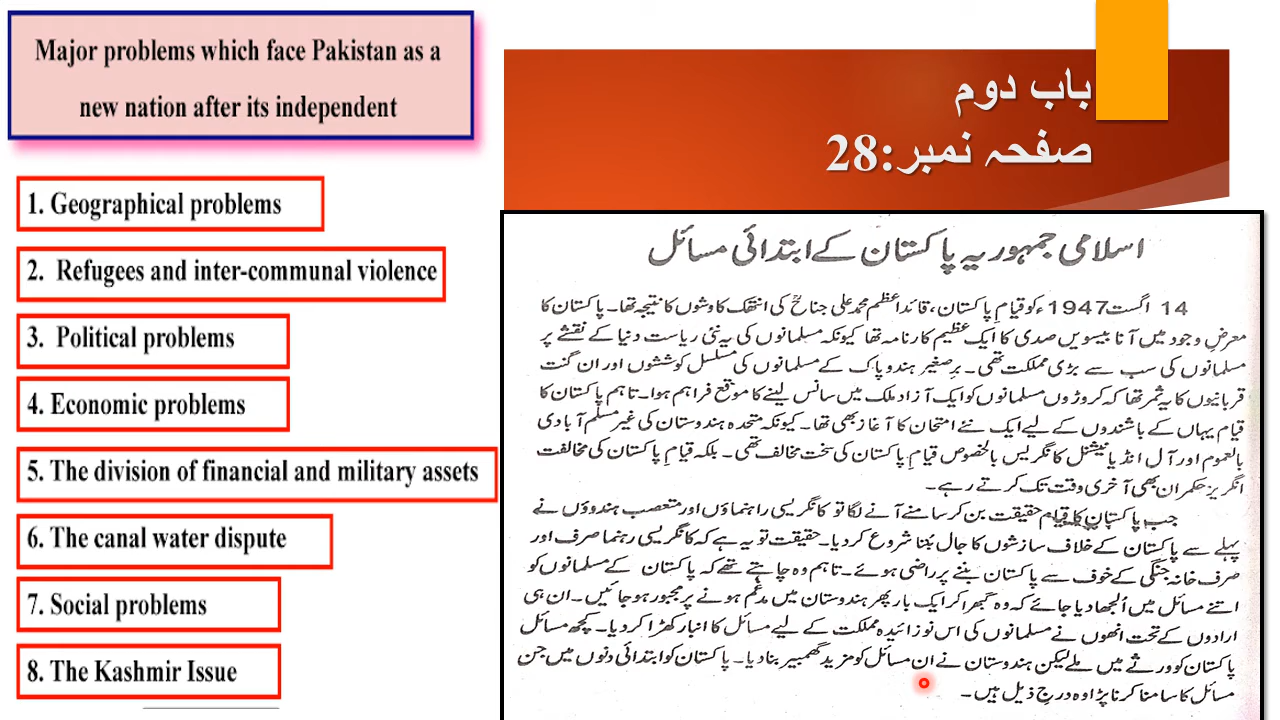 Major problems which face Pakistan as a
new nation after its independent
1. Geographical problems
2. Refugees and inter-communal violence
3. Political problems
4. Economic problems
5. The division of financial and military assets
6. The canal water dispute
7. Social problems
8. The Kashmir Issue
باب دوم
صفحہ نمبر:28
اسلامی جمہوریہ پاکستان کے ابتدائی مسائل
14 اگست 1947ء کو قیامِ پاکستان، قائداعظم محمد علی جناحؒ کی انتھک کاوشوں کا نتیجہ تھا۔ پاکستان کا
معرضِ وجود میں آنا بیسویں صدی کا ایک عظیم کارنامہ تھا کیونکہ مسلمانوں کی یہ نئی ریاست دنیا کے نقشے پر
مسلمانوں کی سب سے بڑی مملکت تھی۔ برصغیر ہندو پاک کے مسلمانوں کی مسلسل کوششوں اور ان گنت
قربانیوں کا یہ ثمر تھا کہ کروڑوں مسلمانوں کو ایک آزاد ملک میں سانس لینے کا موقع فراہم ہوا۔ تاہم پاکستان کا
قیام یہاں کے باشندوں کے لیے ایک نئے امتحان کا آغاز بھی تھا۔ کیونکہ متحدہ ہندوستان کی غیر مسلم آبادی
بالعموم اور آل انڈیا نیشنل کانگریس بالخصوص قیامِ پاکستان کی سخت مخالف تھی۔ بلکہ قیامِ پاکستان کی مخالفت
انگریز حکمران بھی آخری وقت تک کرتے رہے۔
جب پاکستان کا قیام حقیقت بن کر سامنے آنے لگا تو کانگریسی راہنماؤں اور متعصب ہندوؤں نے
پہلے سے پاکستان کے خلاف سازشوں کا جال بُننا شروع کردیا۔ حقیقت تو یہ ہے کہ کانگریسی رہنما صرف اور
صرف خانہ جنگی کے خوف سے پاکستان بننے پر راضی ہوئے۔ تاہم وہ چاہتے تھے کہ پاکستان کے مسلمانوں کو
اتنے مسائل میں اُلجھا دیا جائے کہ وہ گھبرا کر ایک بار پھر ہندوستان میں مدغم ہونے پر مجبور ہو جائیں۔ ان ہی
ارادوں کے تحت انھوں نے مسلمانوں کی اس نوزائیدہ مملکت کے لیے مسائل کا انبار کھڑا کر دیا۔ کچھ مسائل
پاکستان کو ورثے میں ملے لیکن ہندوستان نے ان مسائل کو مزید گھمبیر بنا دیا۔ پاکستان کو ابتدائی دنوں میں جن
مسائل کا سامنا کرنا پڑا وہ درج ذیل ہیں۔